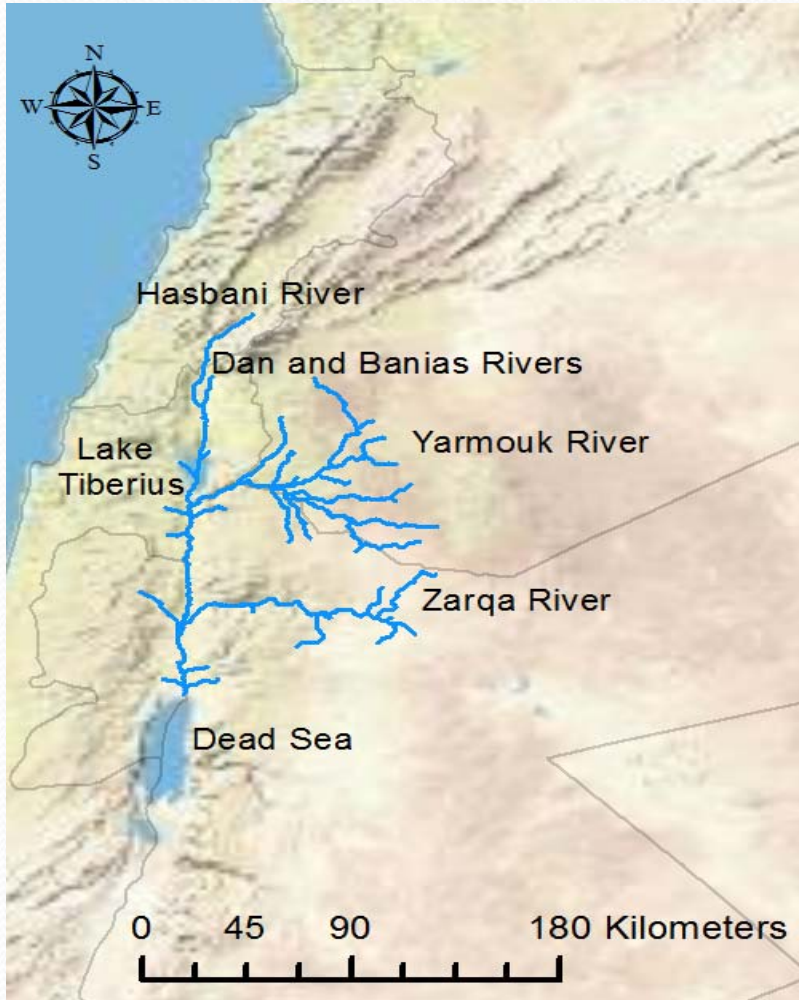 N
W E
S
Hasbani River
Dan and Banias Rivers
Yarmouk River
Lake
Tiberius
Zarqa River
Dead Sea
0 45 90 180 Kilometers